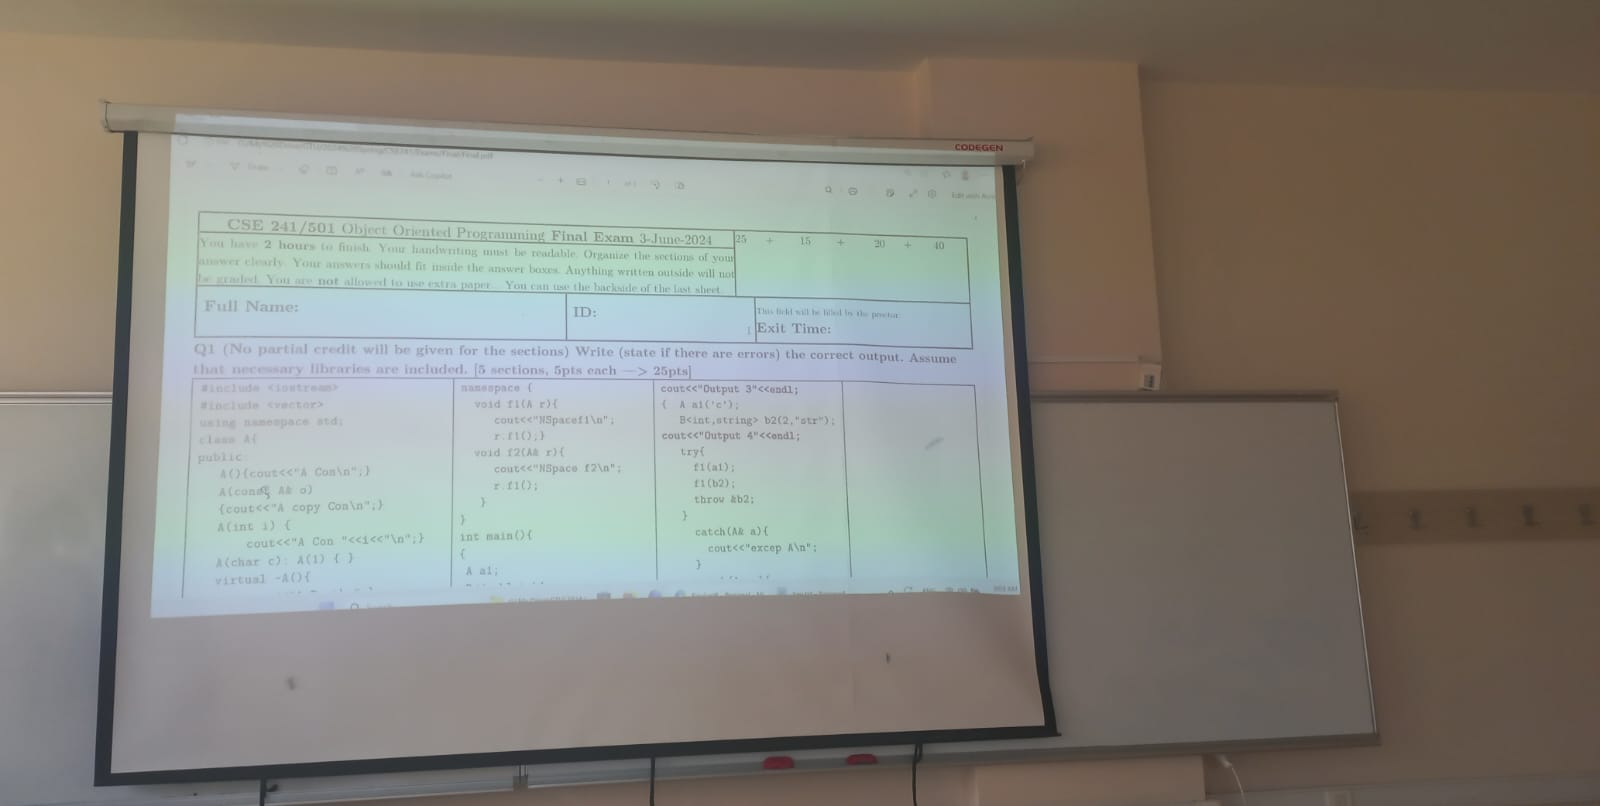 CODEGEN
Ask Copilot
CSE 241/501 Object Oriented Programming Final Exam 3-June-2024
25 + 15 + 20 + 40
You have 2 hours to finish. Your handwriting must be readable. Organize the sections of your
answer clearly. Your answers should fit inside the answer boxes. Anything written outside will not
be graded. You are not allowed to use extra paper. You can use the backside of the last sheet.
Full Name:
ID:
This field will be filled by the proctor.
Exit Time:
Q1 (No partial credit will be given for the sections) Write (state if there are errors) the correct output. Assume
that necessary libraries are included. [5 sections, 5pts each —> 25pts]
#include <iostream>
#include <vector>
using namespace std;
class A{
public:
A(){cout<<"A Con\n";}
A(const A& o)
{cout<<"A copy Con\n";}
A(int i) {
cout<<"A Con "<<i<<"\n";}
A(char c): A(1) { }
virtual ~A(){
namespace {
void f1(A r){
cout<<"NSpacef1\n";
r.f1();}
void f2(A& r){
cout<<"NSpace f2\n";
r.f1();
}
}
int main(){
{
A a1;
cout<<"Output 3"<<endl;
{ A a1('c');
B<int,string> b2(2,"str");
cout<<"Output 4"<<endl;
try{
f1(a1);
f1(b2);
throw &b2;
}
catch(A& a){
cout<<"excep A\n";
}